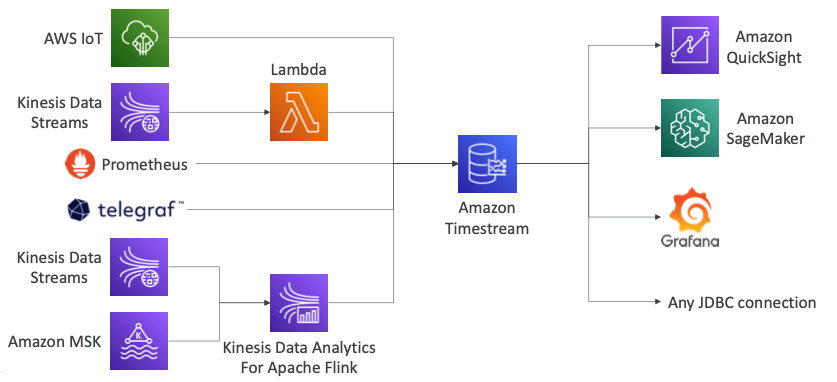 AWS IoT
Kinesis Data
Streams
Lambda
Prometheus
telegraf™
Kinesis Data
Streams
Amazon MSK
K
Kinesis Data Analytics
For Apache Flink
Amazon
Timestream
Amazon
QuickSight
Amazon
SageMaker
Grafana
Any JDBC connection